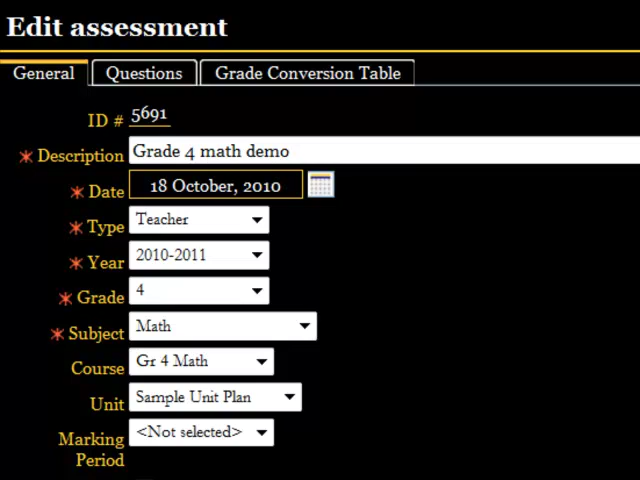 Edit assessment
General Questions Grade Conversion Table
ID # 5691
✶ Description Grade 4 math demo
✶ Date 18 October, 2010
✶ Type Teacher
✶ Year 2010-2011
✶ Grade 4
✶ Subject Math
Course Gr 4 Math
Unit Sample Unit Plan
Marking <Not selected>
Period